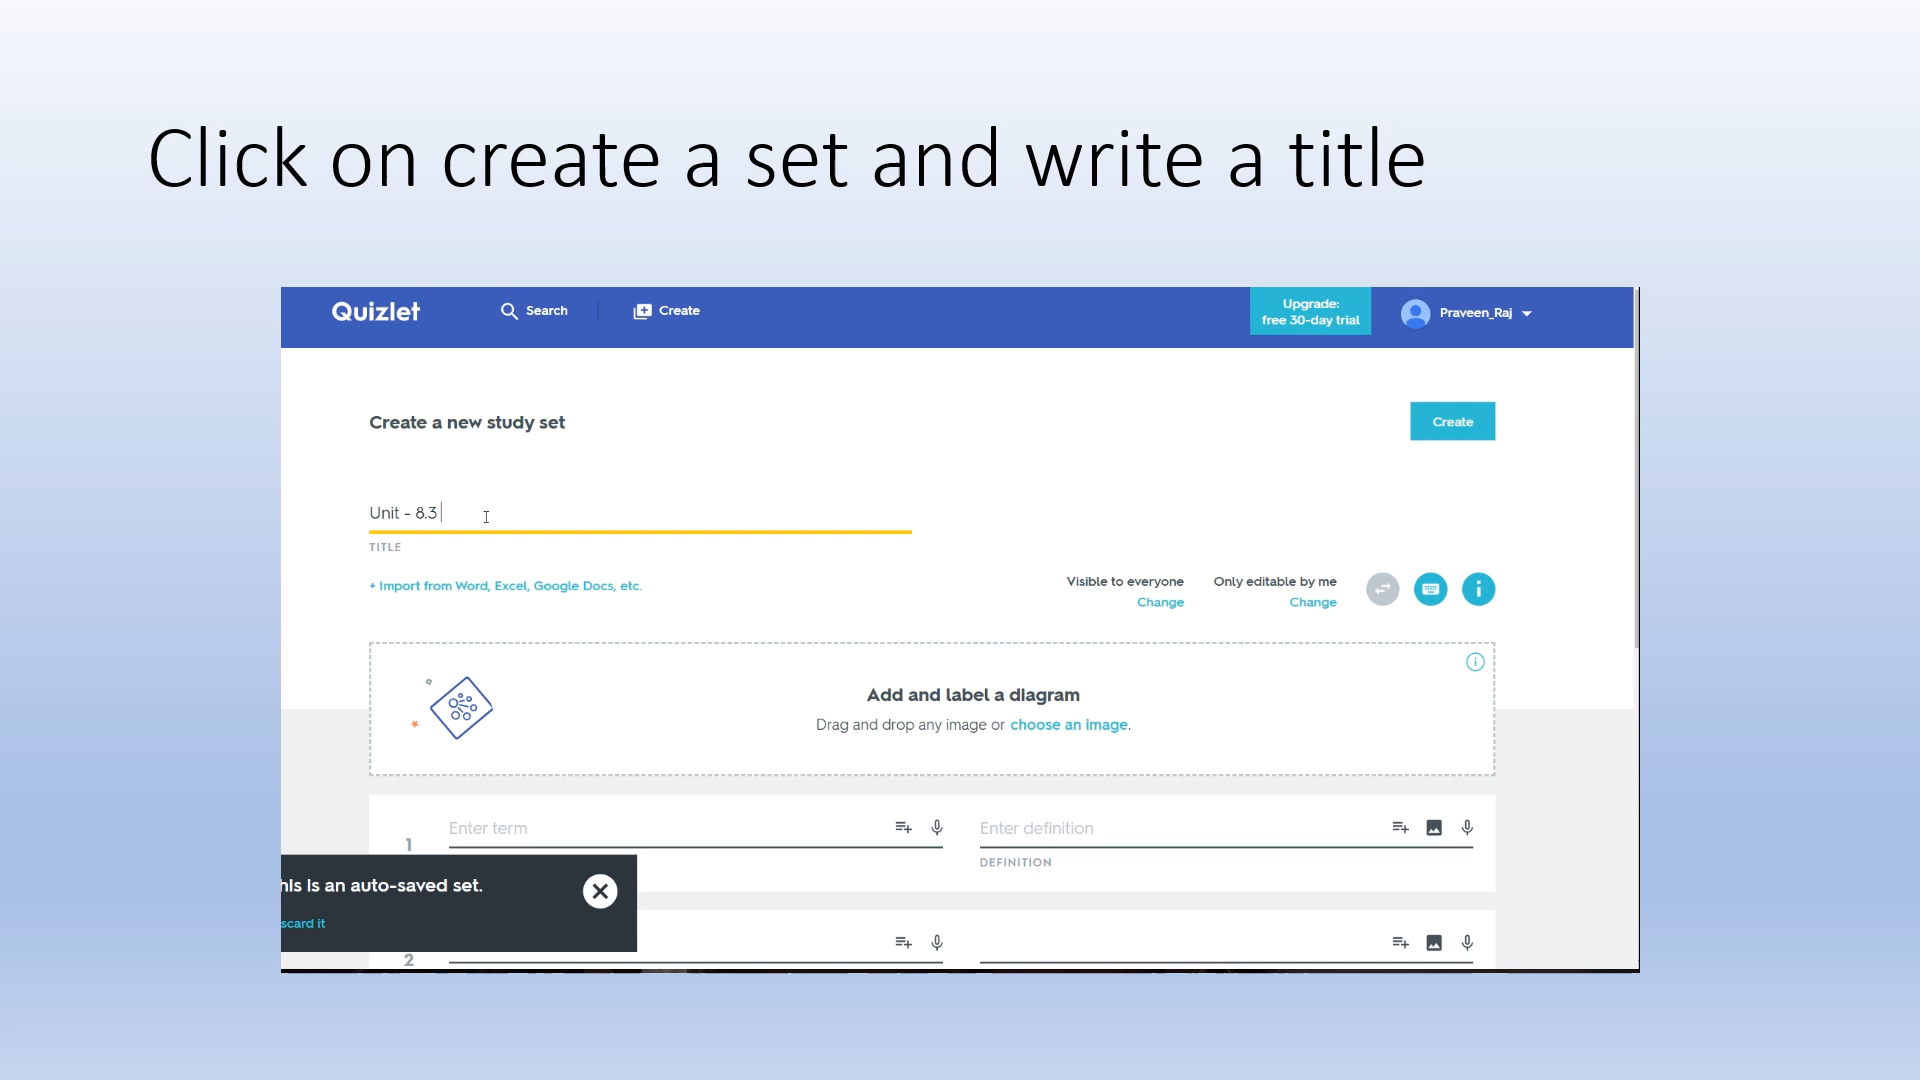 Click on create a set and write a title
Quizlet
Search
Create
Upgrade:
free 30-day trial
Praveen_Raj
Create a new study set
Create
Unit - 8.3
TITLE
+ Import from Word, Excel, Google Docs, etc.
Visible to everyone
Change
Only editable by me
Change
Add and label a diagram
Drag and drop any image or choose an image.
1
Enter term
Enter definition
DEFINITION
his is an auto-saved set.
scard it
2